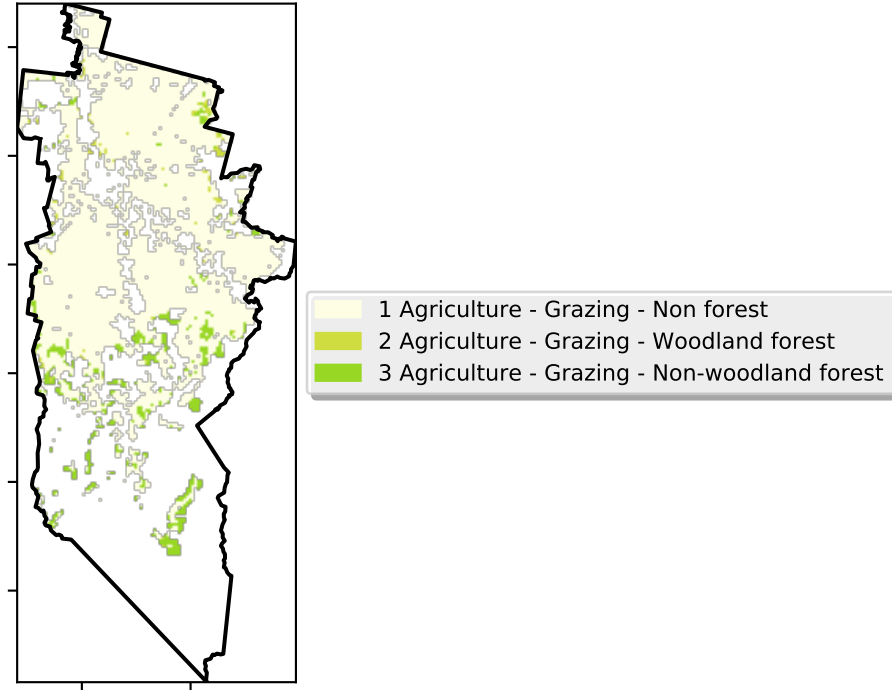 1 Agriculture - Grazing - Non forest
2 Agriculture - Grazing - Woodland forest
3 Agriculture - Grazing - Non-woodland forest